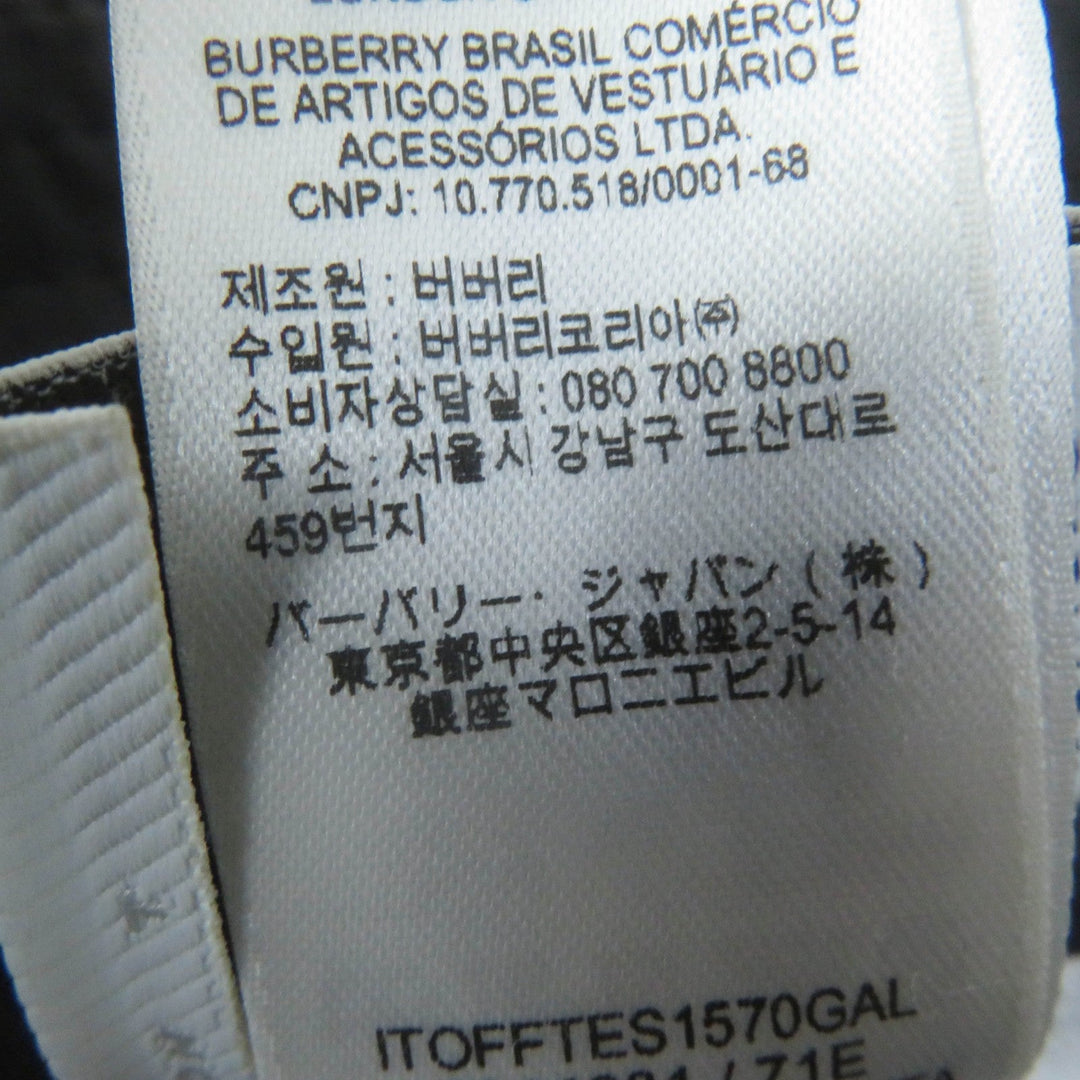 BURBERRY BRASIL COMÉRCIO
DE ARTIGOS DE VESTUÁRIO E
ACESSÓRIOS LTDA.
CNPJ: 10.770.518/0001-68
제조원 : 버버리
수입원 : 버버리코리아㈜
소비자상담실 : 080 700 8800
주 소 : 서울시 강남구 도산대로
459번지
バーバリー・ジャパン ( 株 )
東京都中央区銀座2-5-14
銀座マロニエビル
ITOFFTES1570GAL
/ 71E